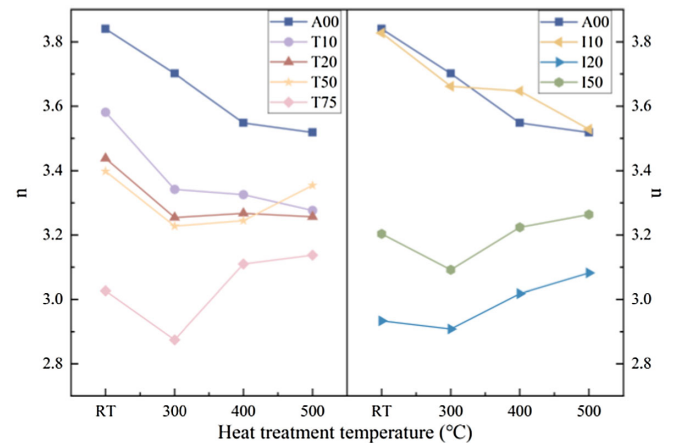 n
3.8
3.6
3.4
3.2
3.0
2.8
A00
T10
T20
T50
T75
RT 300 400 500
A00
I10
I20
I50
RT 300 400 500
3.8
3.6
3.4
3.2
3.0
2.8
u
Heat treatment temperature (℃)